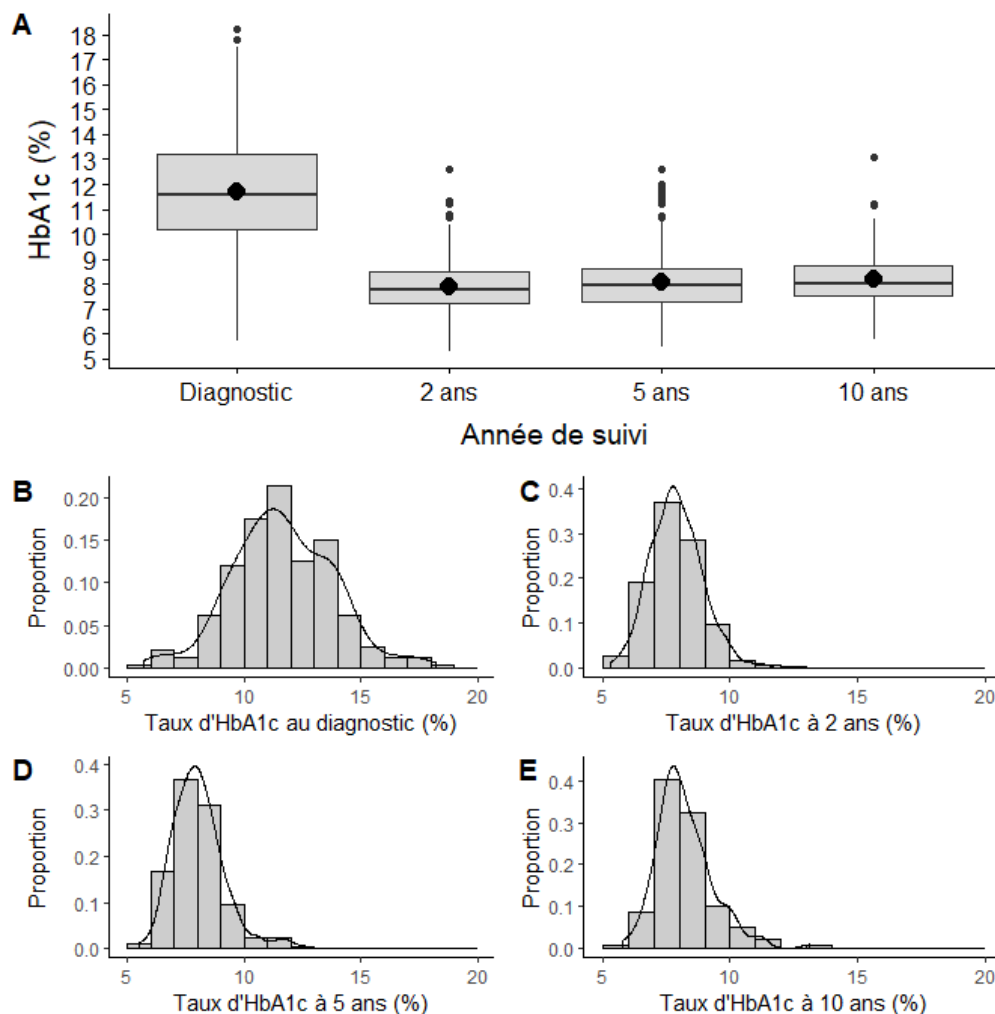 A
HbA1c (%)
18
17
16
15
14
13
12
11
10
9
8
7
6
5
Diagnostic 2 ans 5 ans 10 ans
Année de suivi
B
Proportion
0.20
0.15
0.10
0.05
0.00
5 10 15 20
Taux d'HbA1c au diagnostic (%)
C
Proportion
0.4
0.3
0.2
0.1
0.0
5 10 15 20
Taux d'HbA1c à 2 ans (%)
D
Proportion
0.4
0.3
0.2
0.1
0.0
5 10 15 20
Taux d'HbA1c à 5 ans (%)
E
Proportion
0.4
0.3
0.2
0.1
0.0
5 10 15 20
Taux d'HbA1c à 10 ans (%)